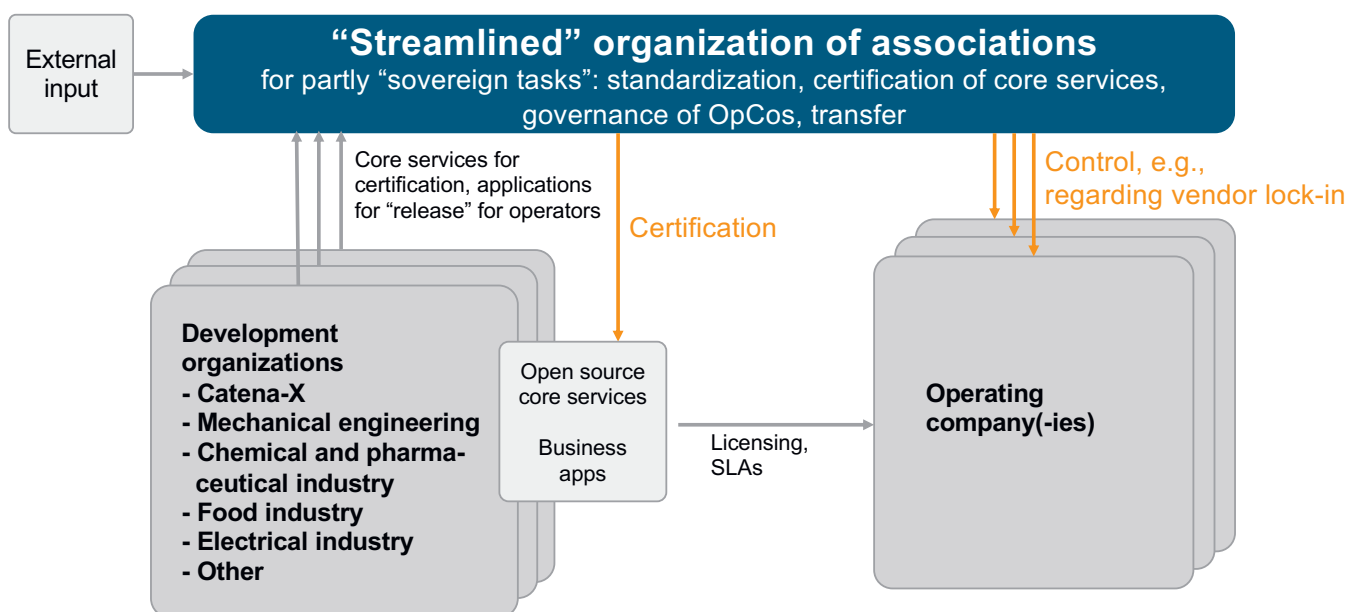 External
input
“Streamlined” organization of associations
for partly “sovereign tasks”: standardization, certification of core services,
governance of OpCos, transfer
Core services for
certification, applications
for “release” for operators
Certification
Control, e.g.,
regarding vendor lock-in
Development
organizations
- Catena-X
- Mechanical engineering
- Chemical and pharma-
ceutical industry
- Food industry
- Electrical industry
- Other
Open source
core services
Business
apps
Licensing,
SLAs
Operating
company(-ies)